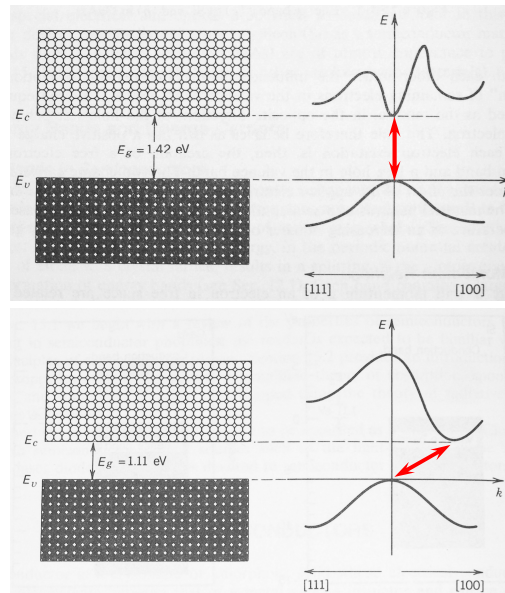 E
E_c
E_g = 1.42 eV
E_v
[111]
[100]
E
E_c
E_g = 1.11 eV
E_v
k
[111]
[100]